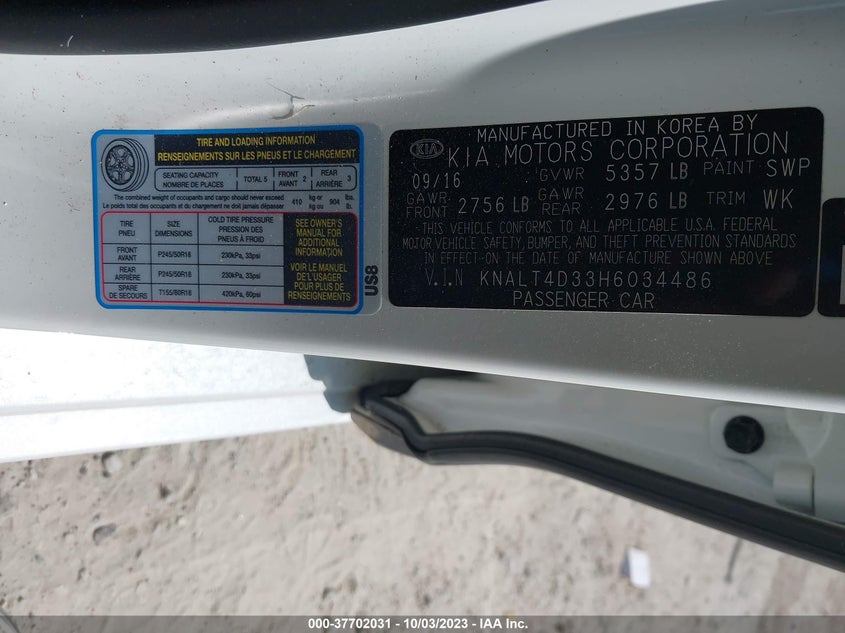 TIRE AND LOADING INFORMATION
RENSEIGNEMENTS SUR LES PNEUS ET LE CHARGEMENT
SEATING CAPACITY
NOMBRE DE PLACES
TOTAL 5
FRONT
AVANT 2
REAR
ARRIÈRE 3
The combined weight of occupants and cargo should never exceed
Le poids total des occupants et du chargement ne doit jamais dépasser
410 kg or
kg ou
904 lbs.
lb.
TIRE
PNEU
SIZE
DIMENSIONS
COLD TIRE PRESSURE
PRESSION DES
PNEUS À FROID
FRONT
AVANT
P245/50R18
230kPa, 33psi
REAR
ARRIÈRE
P245/50R18
230kPa, 33psi
SPARE
DE SECOURS
T155/80R18
420kPa, 60psi
SEE OWNER'S
MANUAL FOR
ADDITIONAL
INFORMATION
VOIR LE MANUEL
DE L'USAGER
POUR PLUS DE
RENSEIGNEMENTS
US8
MANUFACTURED IN KOREA BY
KIA KIA MOTORS CORPORATION
09/16 GVWR 5357 LB PAINT SWP
GAWR
FRONT 2756 LB GAWR
REAR 2976 LB TRIM WK
THIS VEHICLE CONFORMS TO ALL APPLICABLE U.S.A. FEDERAL
MOTOR VEHICLE SAFETY, BUMPER, AND THEFT PREVENTION STANDARDS
IN EFFECT ON THE DATE OF MANUFACTURE SHOWN ABOVE
V.I.N KNALT4D33H6034486
PASSENGER CAR
000-37702031 - 10/03/2023 - IAA Inc.